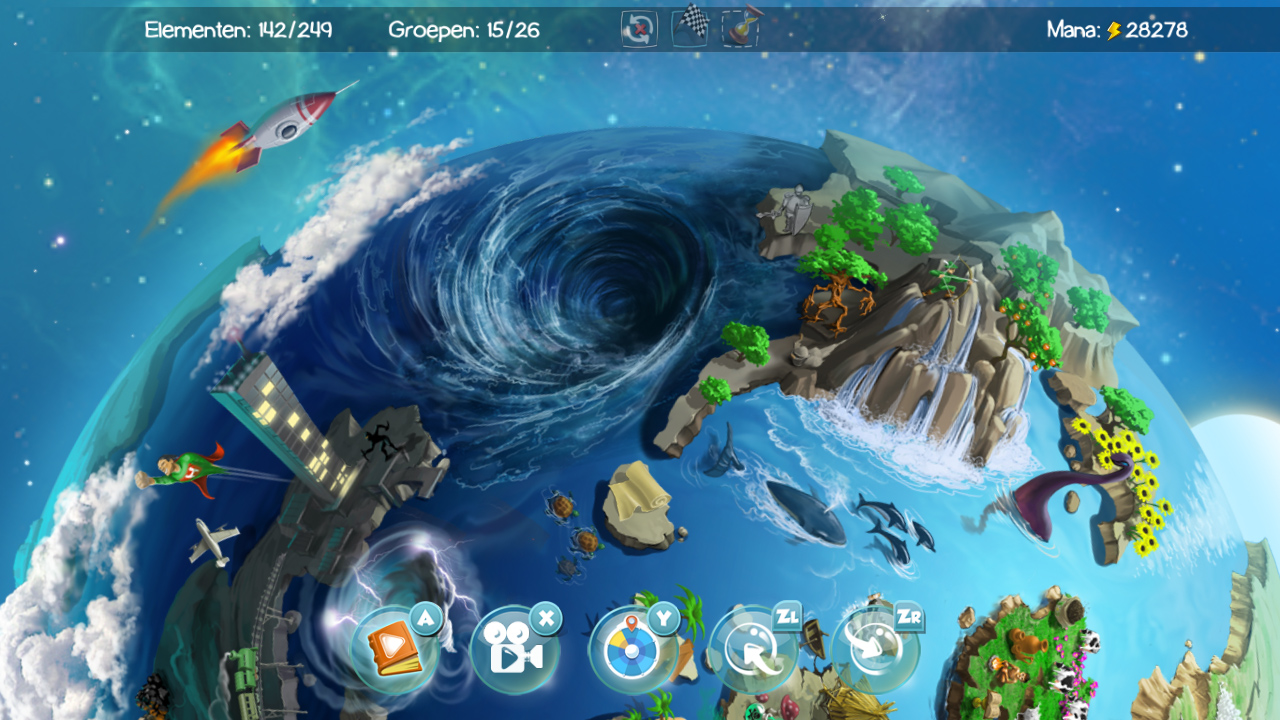 Elementen: 142/249
Groepen: 15/26
Mana: 28278
A
X
Y
ZL
ZR